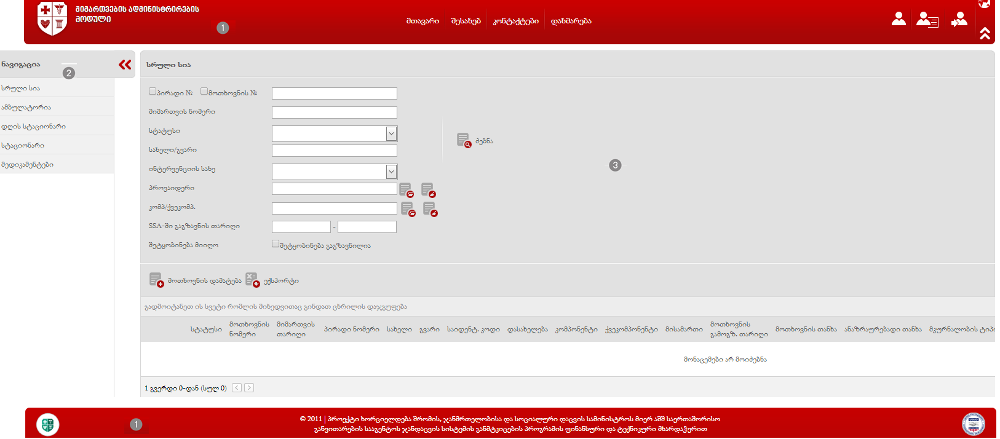 მიმართვების ადმინისტრირების
მოდული
1
მთავარი შესახებ კონტაქტები დახმარება
ნავიგაცია
2
სრული სია
ამბულატორია
დღის სტაციონარი
სტაციონარი
მედიკამენტები
სრული სია
პირადი № მოთხოვნის №
მიმართვის ნომერი
სტატუსი
სახელი/გვარი
ინტერვენციის სახე
პროვაიდერი
კომპ/ქვეკომპ.
SSA-ში გაგზავნის თარიღი -
შეტყობინება მიიღო შეტყობინება გაგზავნილია
ძებნა
3
მოთხოვნის დამატება ექსპორტი
გადმოიტანეთ ის სვეტი რომლის მიხედვითაც გინდათ ცხრილის დაჯგუფება
სტატუსი მოთხოვნის ნომერი მიმართვის თარიღი პირადი ნომერი სახელი გვარი საიდენტ. კოდი დასახელება კომპონენტი ქვეკომპონენტი მისამართი მოთხოვნის გამოგზ. თარიღი მოთხოვნის თანხა ანაზრაურებადი თანხა მკურნალობის ტიპი
მონაცემები არ მოიძებნა
1 გვერდი 0-დან (სულ 0)
1
© 2011 | პროექტი ხორციელდება შრომის, ჯანმრთელობისა და სოციალური დაცვის სამინისტროს მიერ აშშ საერთაშორისო
განვითარების სააგენტოს ჯანდაცვის სისტემის განმტკიცების პროგრამის ფინანსური და ტექნიკური მხარდაჭერით
USAID